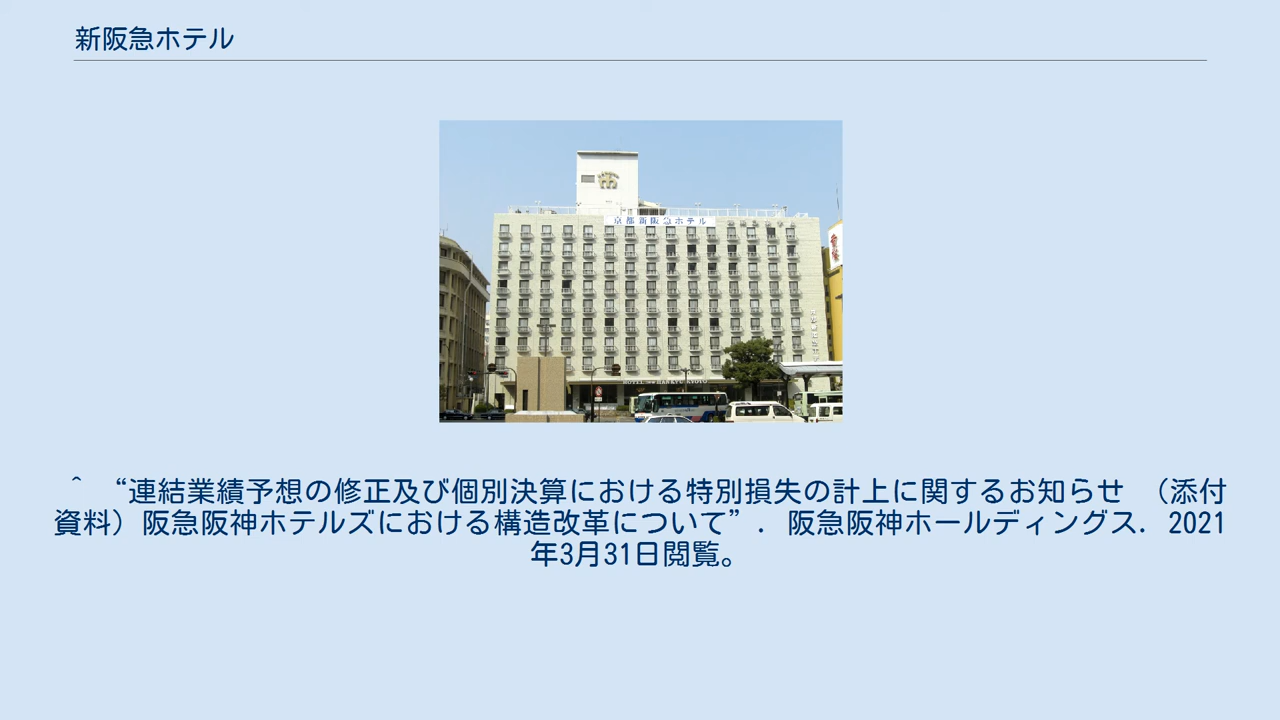 新阪急ホテル
京都新阪急ホテル
HOTEL new HANKYU KYOTO
^ “連結業績予想の修正及び個別決算における特別損失の計上に関するお知らせ （添付
資料）阪急阪神ホテルズにおける構造改革について”. 阪急阪神ホールディングス. 2021
年3月31日閲覧。